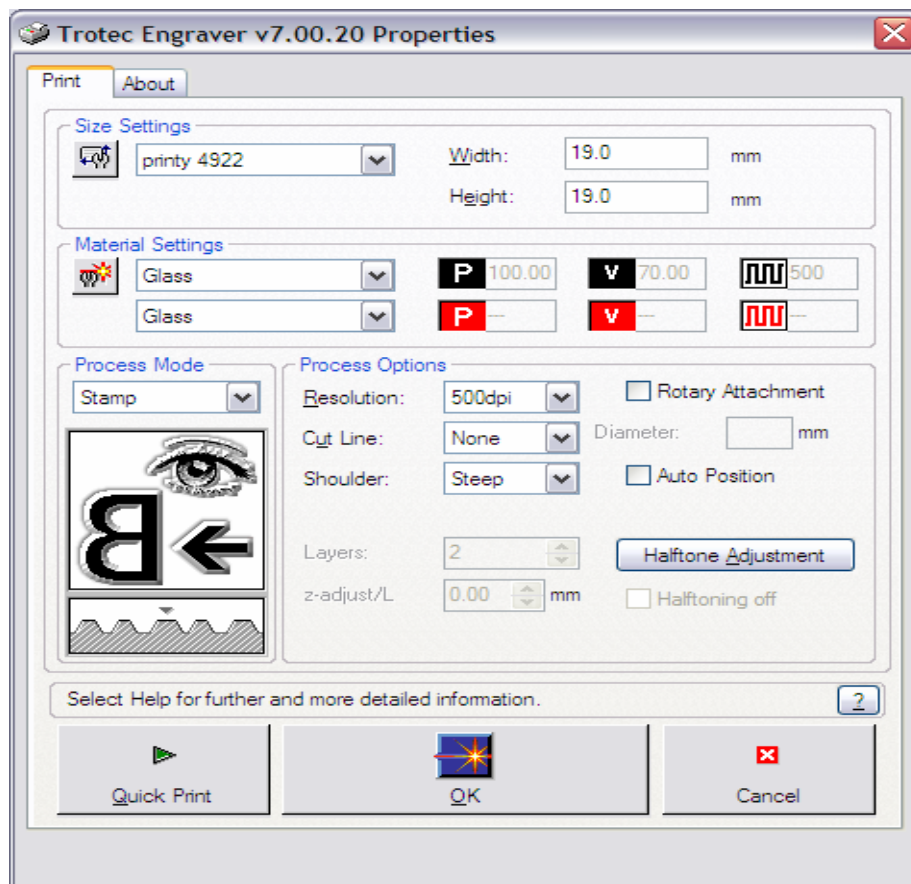 Trotec Engraver v7.00.20 Properties
Print About
Size Settings
printy 4922 Width: 19.0 mm
Height: 19.0 mm
Material Settings
Glass P 100.00 V 70.00 500
Glass P --- V --- ---
Process Mode
Stamp
B
Process Options
Resolution: 500dpi Rotary Attachment
Cut Line: None Diameter: mm
Shoulder: Steep Auto Position
Layers: 2 Halftone Adjustment
z-adjust/L 0.00 mm Halftoning off
Select Help for further and more detailed information. ?
Quick Print OK Cancel